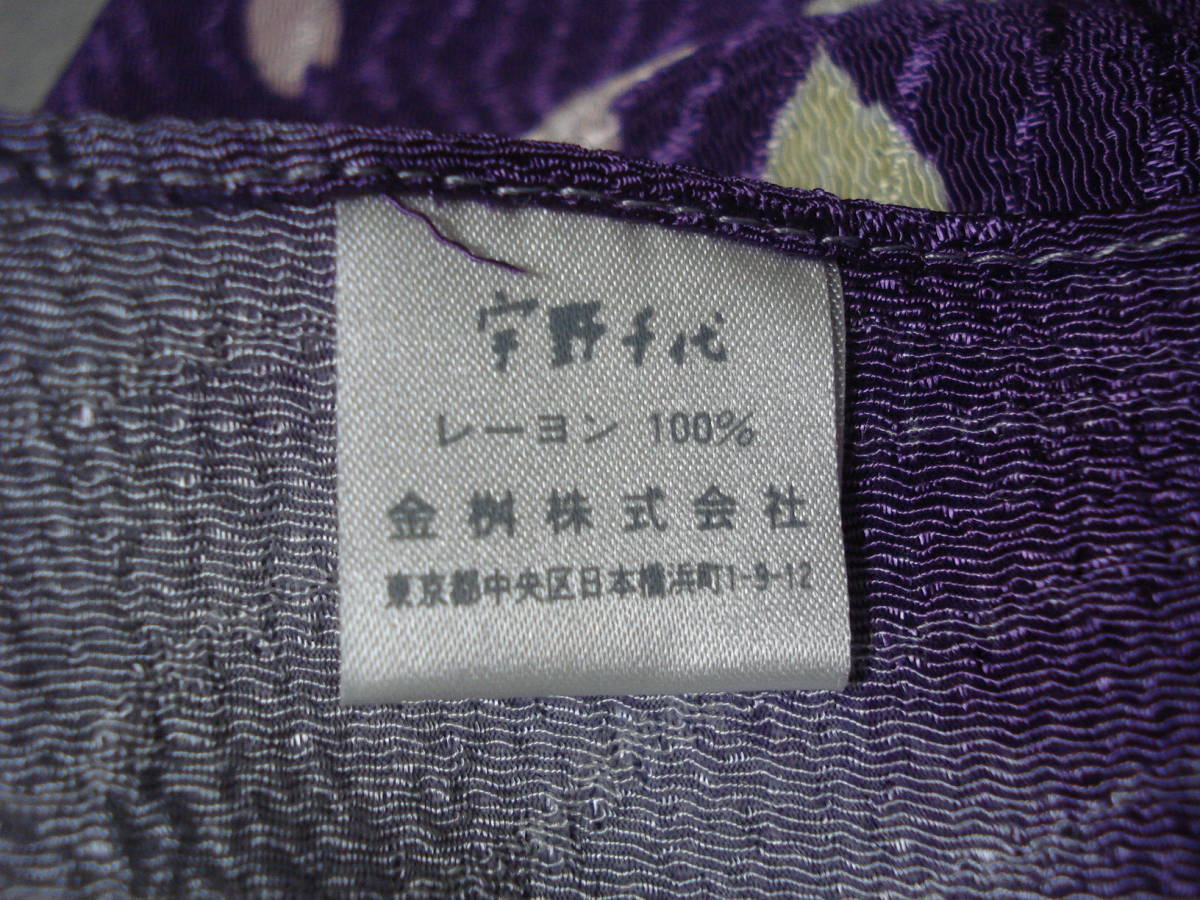 宇野千代
レーヨン 100%
金桝株式会社
東京都中央区日本橋浜町1-9-12